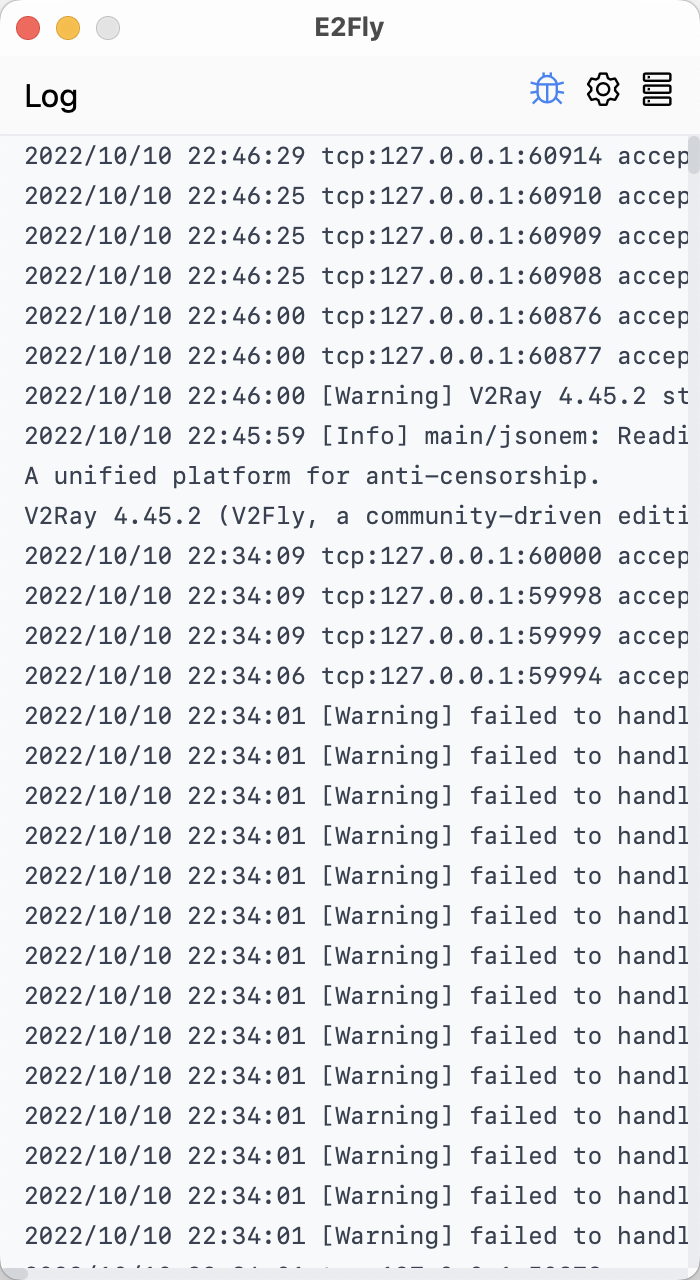 E2Fly
Log
2022/10/10 22:46:29 tcp:127.0.0.1:60914 accep
2022/10/10 22:46:25 tcp:127.0.0.1:60910 accep
2022/10/10 22:46:25 tcp:127.0.0.1:60909 accep
2022/10/10 22:46:25 tcp:127.0.0.1:60908 accep
2022/10/10 22:46:00 tcp:127.0.0.1:60876 accep
2022/10/10 22:46:00 tcp:127.0.0.1:60877 accep
2022/10/10 22:46:00 [Warning] V2Ray 4.45.2 st
2022/10/10 22:45:59 [Info] main/jsonem: Readi
A unified platform for anti-censorship.
V2Ray 4.45.2 (V2Fly, a community-driven editi
2022/10/10 22:34:09 tcp:127.0.0.1:60000 accep
2022/10/10 22:34:09 tcp:127.0.0.1:59998 accep
2022/10/10 22:34:09 tcp:127.0.0.1:59999 accep
2022/10/10 22:34:06 tcp:127.0.0.1:59994 accep
2022/10/10 22:34:01 [Warning] failed to handl
2022/10/10 22:34:01 [Warning] failed to handl
2022/10/10 22:34:01 [Warning] failed to handl
2022/10/10 22:34:01 [Warning] failed to handl
2022/10/10 22:34:01 [Warning] failed to handl
2022/10/10 22:34:01 [Warning] failed to handl
2022/10/10 22:34:01 [Warning] failed to handl
2022/10/10 22:34:01 [Warning] failed to handl
2022/10/10 22:34:01 [Warning] failed to handl
2022/10/10 22:34:01 [Warning] failed to handl
2022/10/10 22:34:01 [Warning] failed to handl
2022/10/10 22:34:01 [Warning] failed to handl
2022/10/10 22:34:01 [Warning] failed to handl
2022/10/10 22:34:01 [Warning] failed to handl